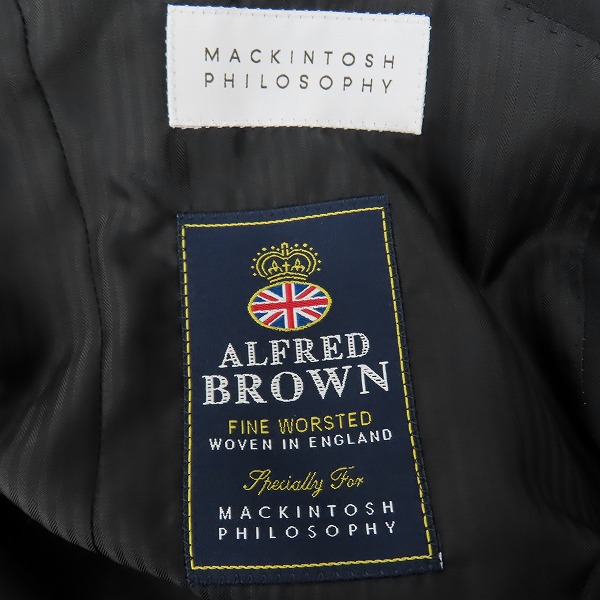 MACKINTOSH
PHILOSOPHY
ALFRED
BROWN
FINE WORSTED
WOVEN IN ENGLAND
Specially For
MACKINTOSH
PHILOSOPHY